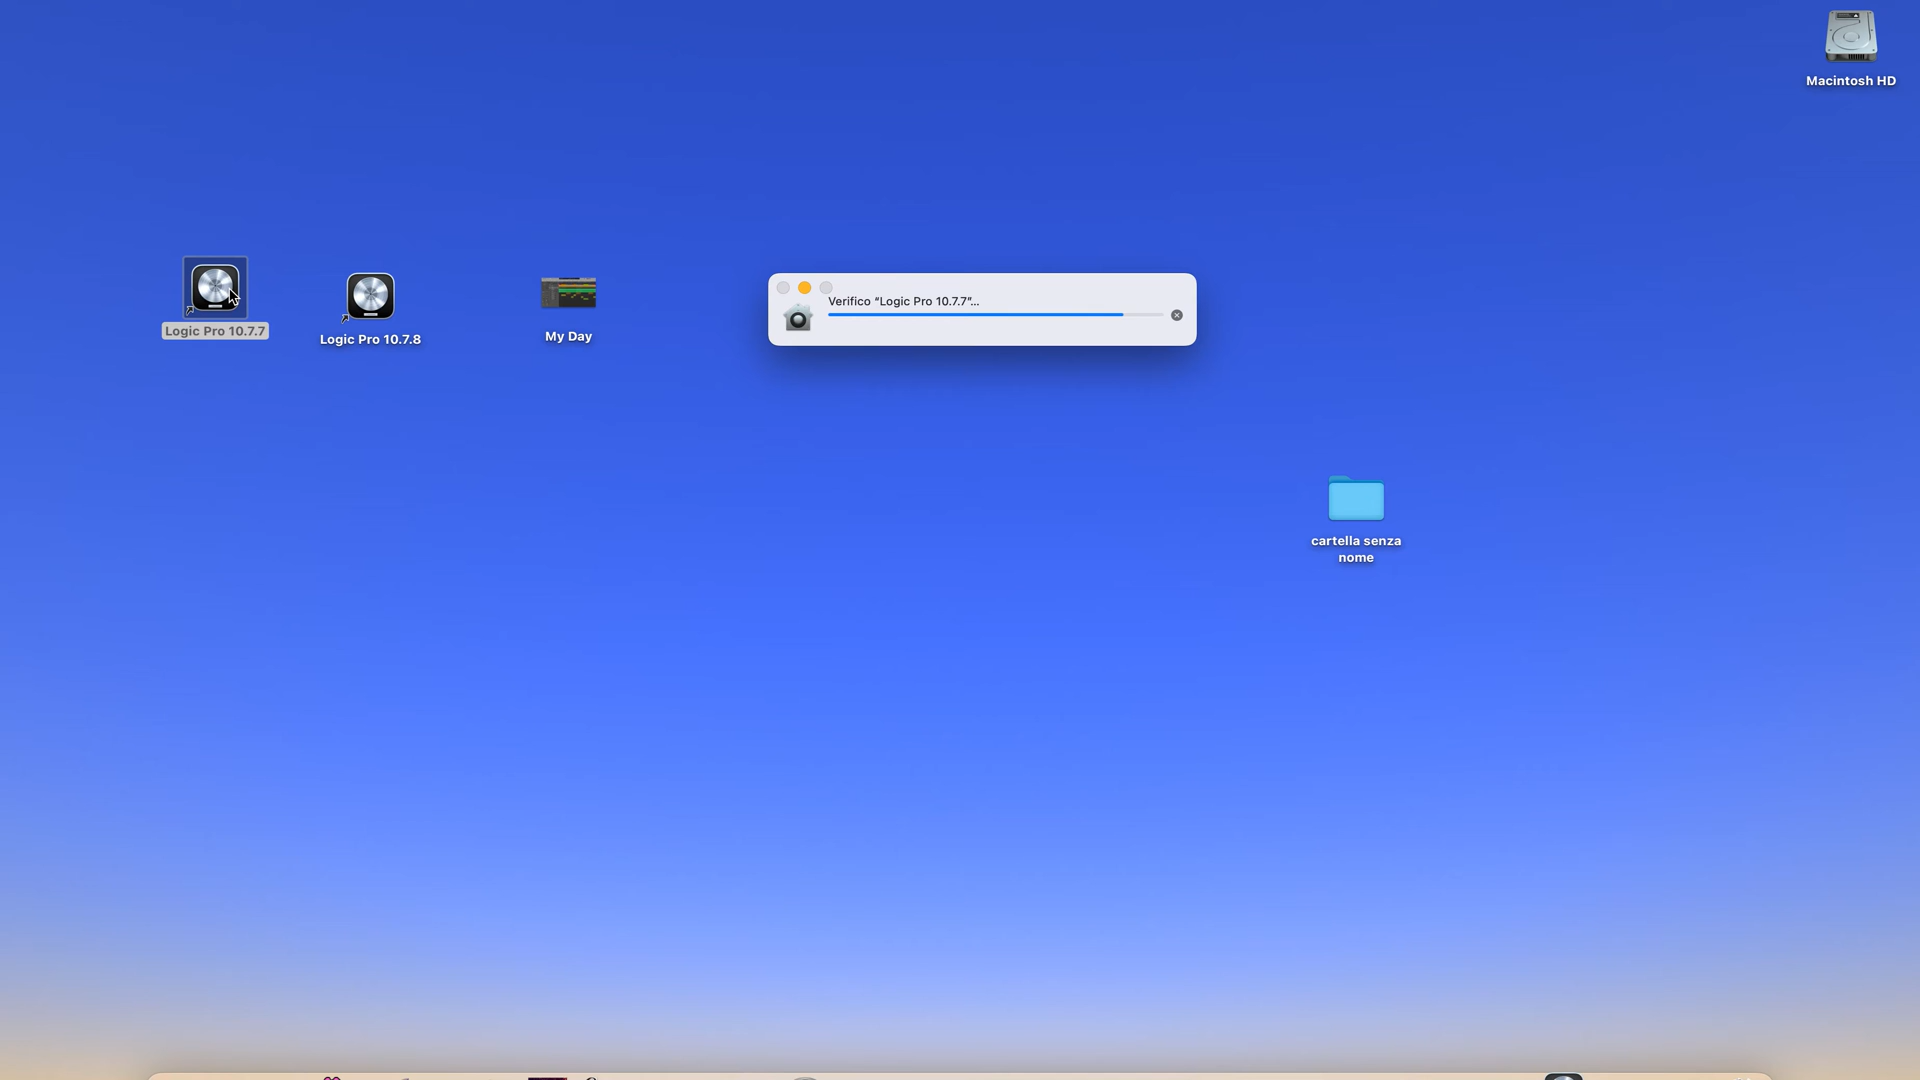 Macintosh HD
Verifico “Logic Pro 10.7.7”...
Logic Pro 10.7.7
Logic Pro 10.7.8
My Day
cartella senza
nome